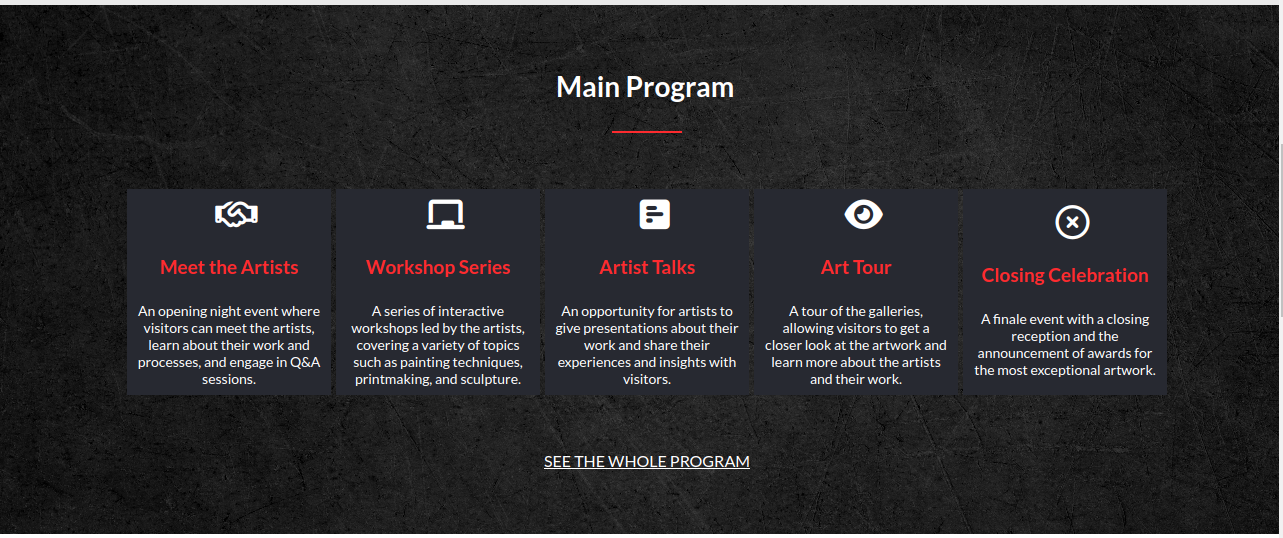 Main Program
Meet the Artists
An opening night event where
visitors can meet the artists,
learn about their work and
processes, and engage in Q&A
sessions.
Workshop Series
A series of interactive
workshops led by the artists,
covering a variety of topics
such as painting techniques,
printmaking, and sculpture.
Artist Talks
An opportunity for artists to
give presentations about their
work and share their
experiences and insights with
visitors.
Art Tour
A tour of the galleries,
allowing visitors to get a
closer look at the artwork and
learn more about the artists
and their work.
Closing Celebration
A finale event with a closing
reception and the
announcement of awards for
the most exceptional artwork.
SEE THE WHOLE PROGRAM